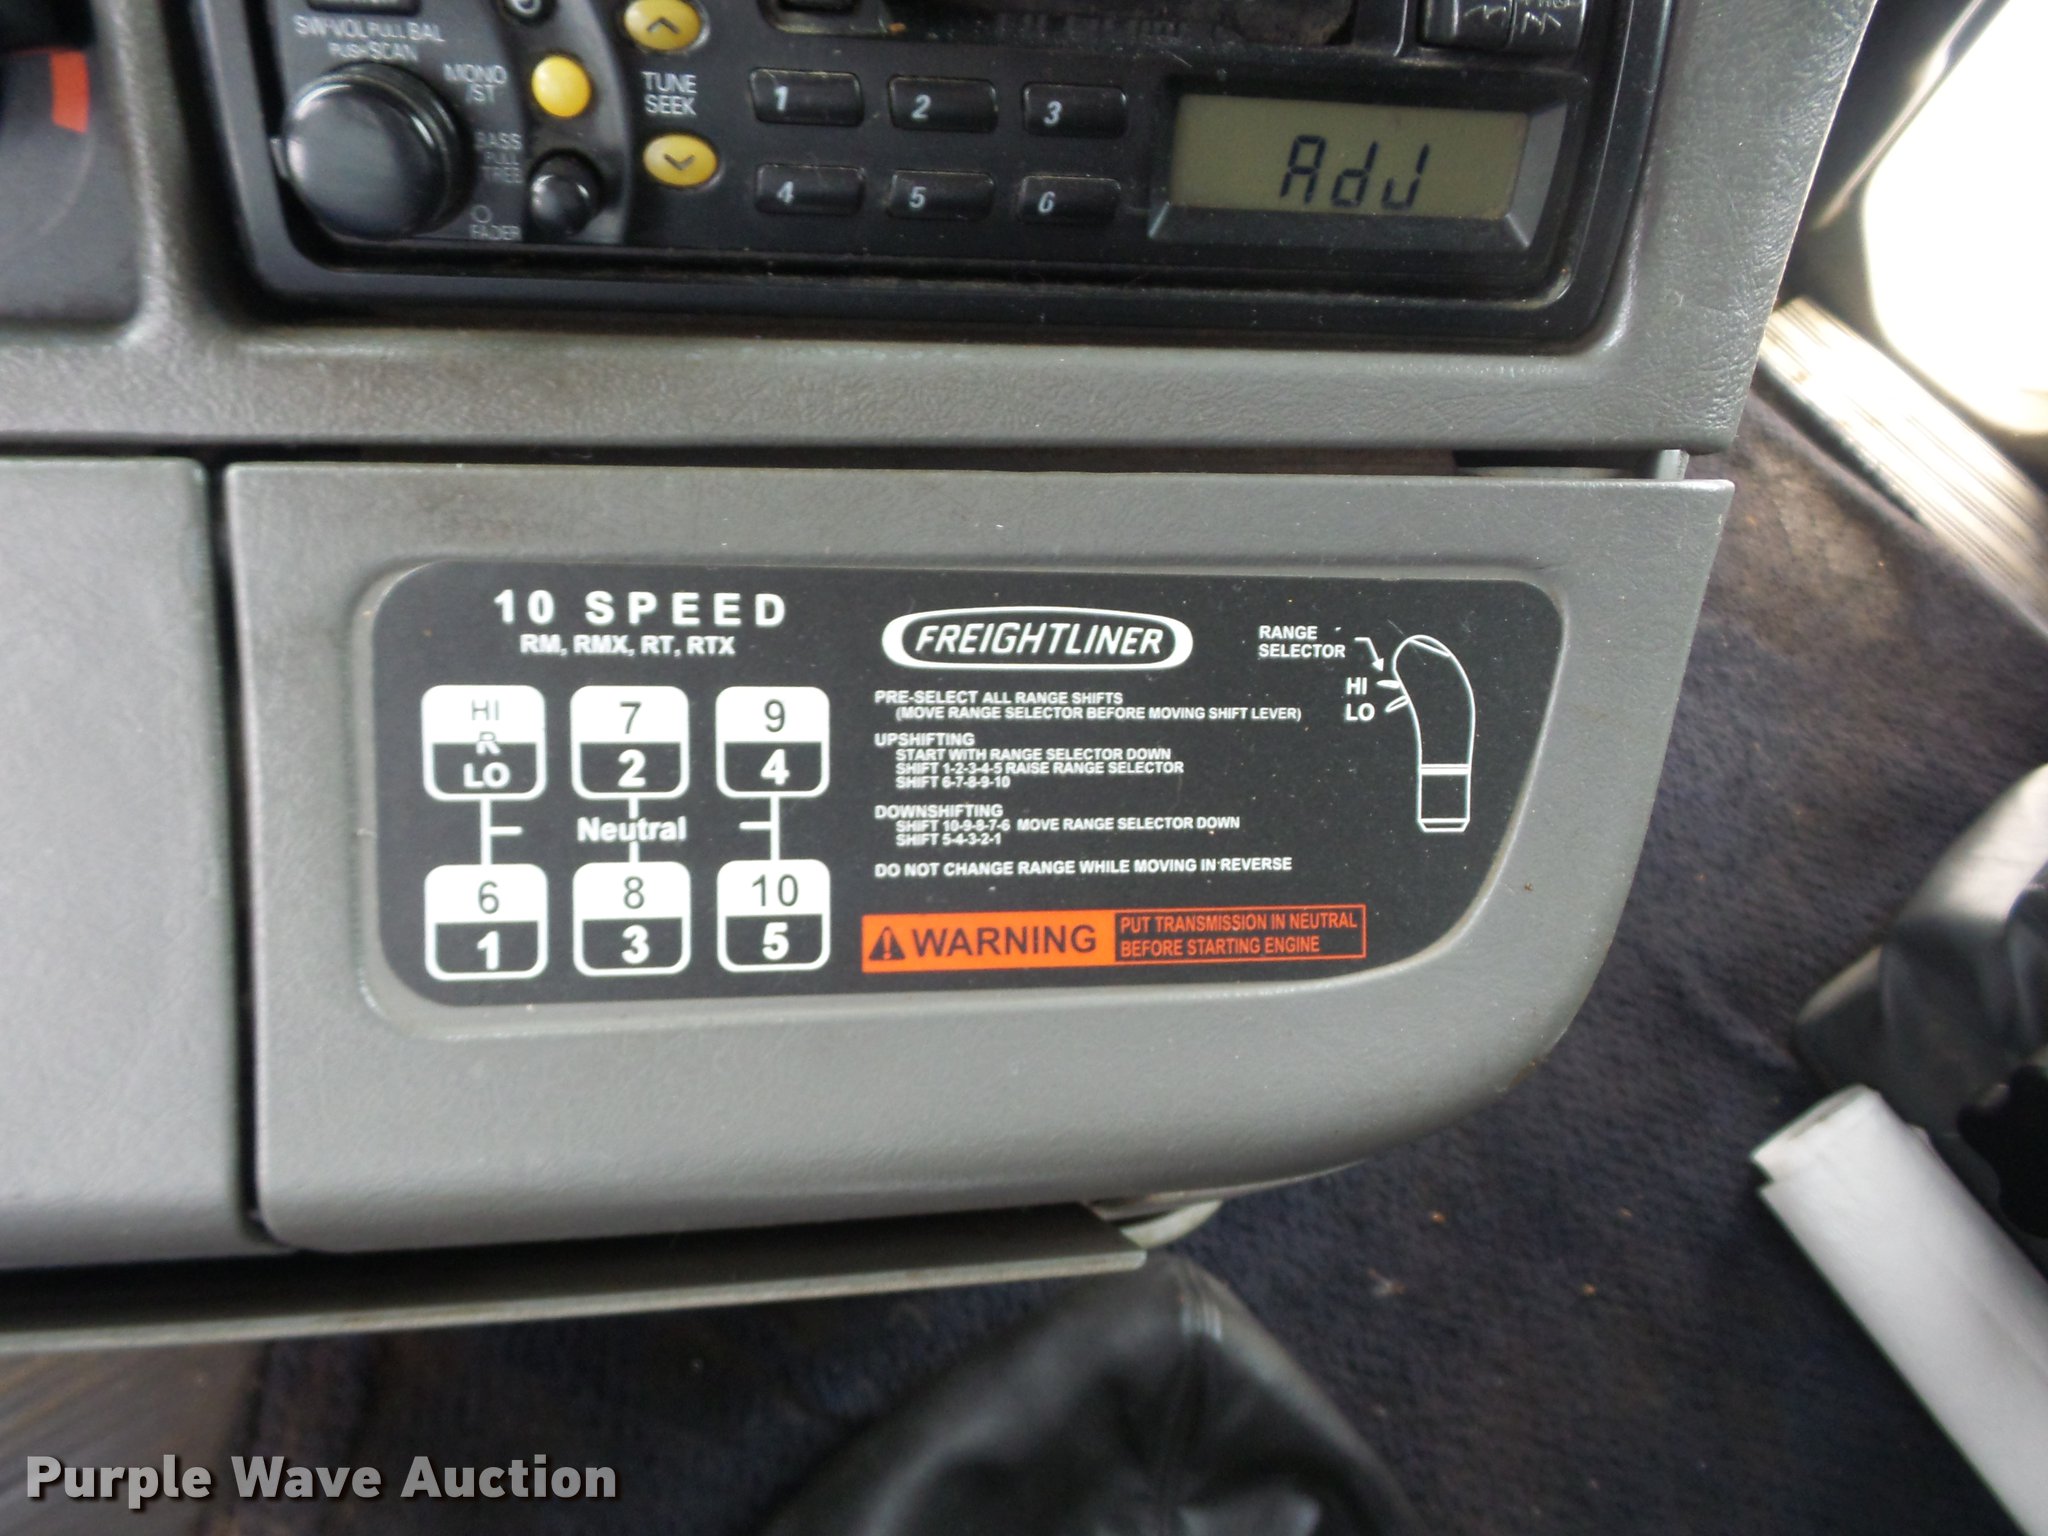 SW-VOL PULL BAL
PUSH SCAN
MONO
/ST
TUNE
SEEK
BASS
PULL
TREB
FADER
1 2 3
4 5 6
AdJ
10 SPEED
RM, RMX, RT, RTX
HI
R
LO
7
2
9
4
Neutral
6
1
8
3
10
5
FREIGHTLINER
PRE-SELECT ALL RANGE SHIFTS
(MOVE RANGE SELECTOR BEFORE MOVING SHIFT LEVER)
UPSHIFTING
START WITH RANGE SELECTOR DOWN
SHIFT 1-2-3-4-5 RAISE RANGE SELECTOR
SHIFT 6-7-8-9-10
DOWNSHIFTING
SHIFT 10-9-8-7-6 MOVE RANGE SELECTOR DOWN
SHIFT 5-4-3-2-1
DO NOT CHANGE RANGE WHILE MOVING IN REVERSE
WARNING
PUT TRANSMISSION IN NEUTRAL
BEFORE STARTING ENGINE
RANGE
SELECTOR
HI
LO
Purple Wave Auction